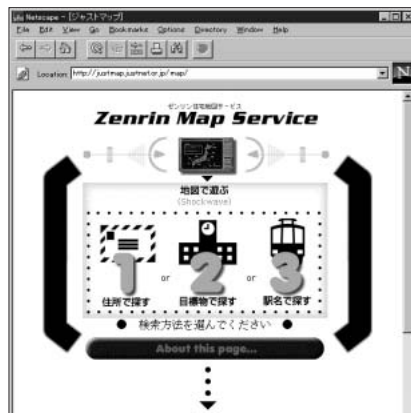 Netscape - [ジャストマップ]
File Edit View Go Bookmarks Options Directory Window Help
Location: http://justmap.justnet.or.jp/map/
N
ゼンリン住宅地図サービス
Zenrin Map Service
地図で遊ぶ
(Shockwave)
1 or 2 or 3
住所で探す 目標物で探す 駅名で探す
● 検索方法を選んでください ●
About this page...